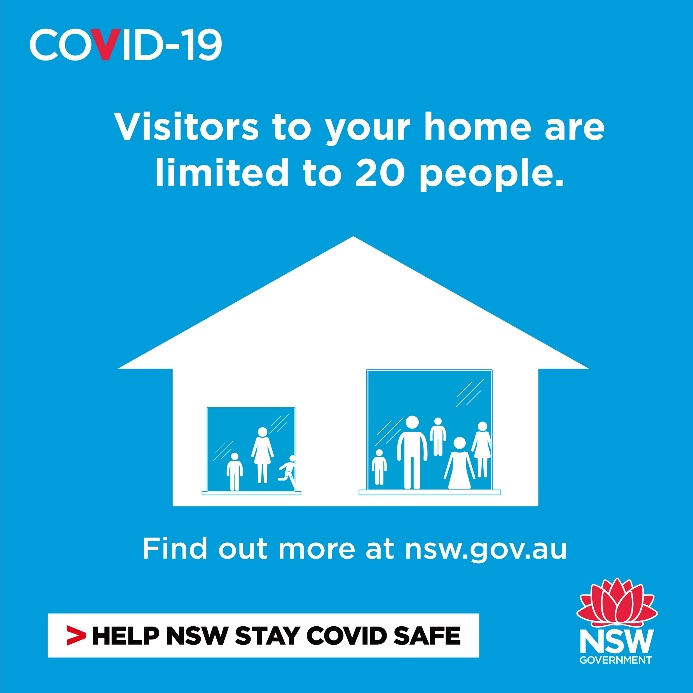 COVID-19
Visitors to your home are
limited to 20 people.
Find out more at nsw.gov.au
> HELP NSW STAY COVID SAFE
NSW
GOVERNMENT